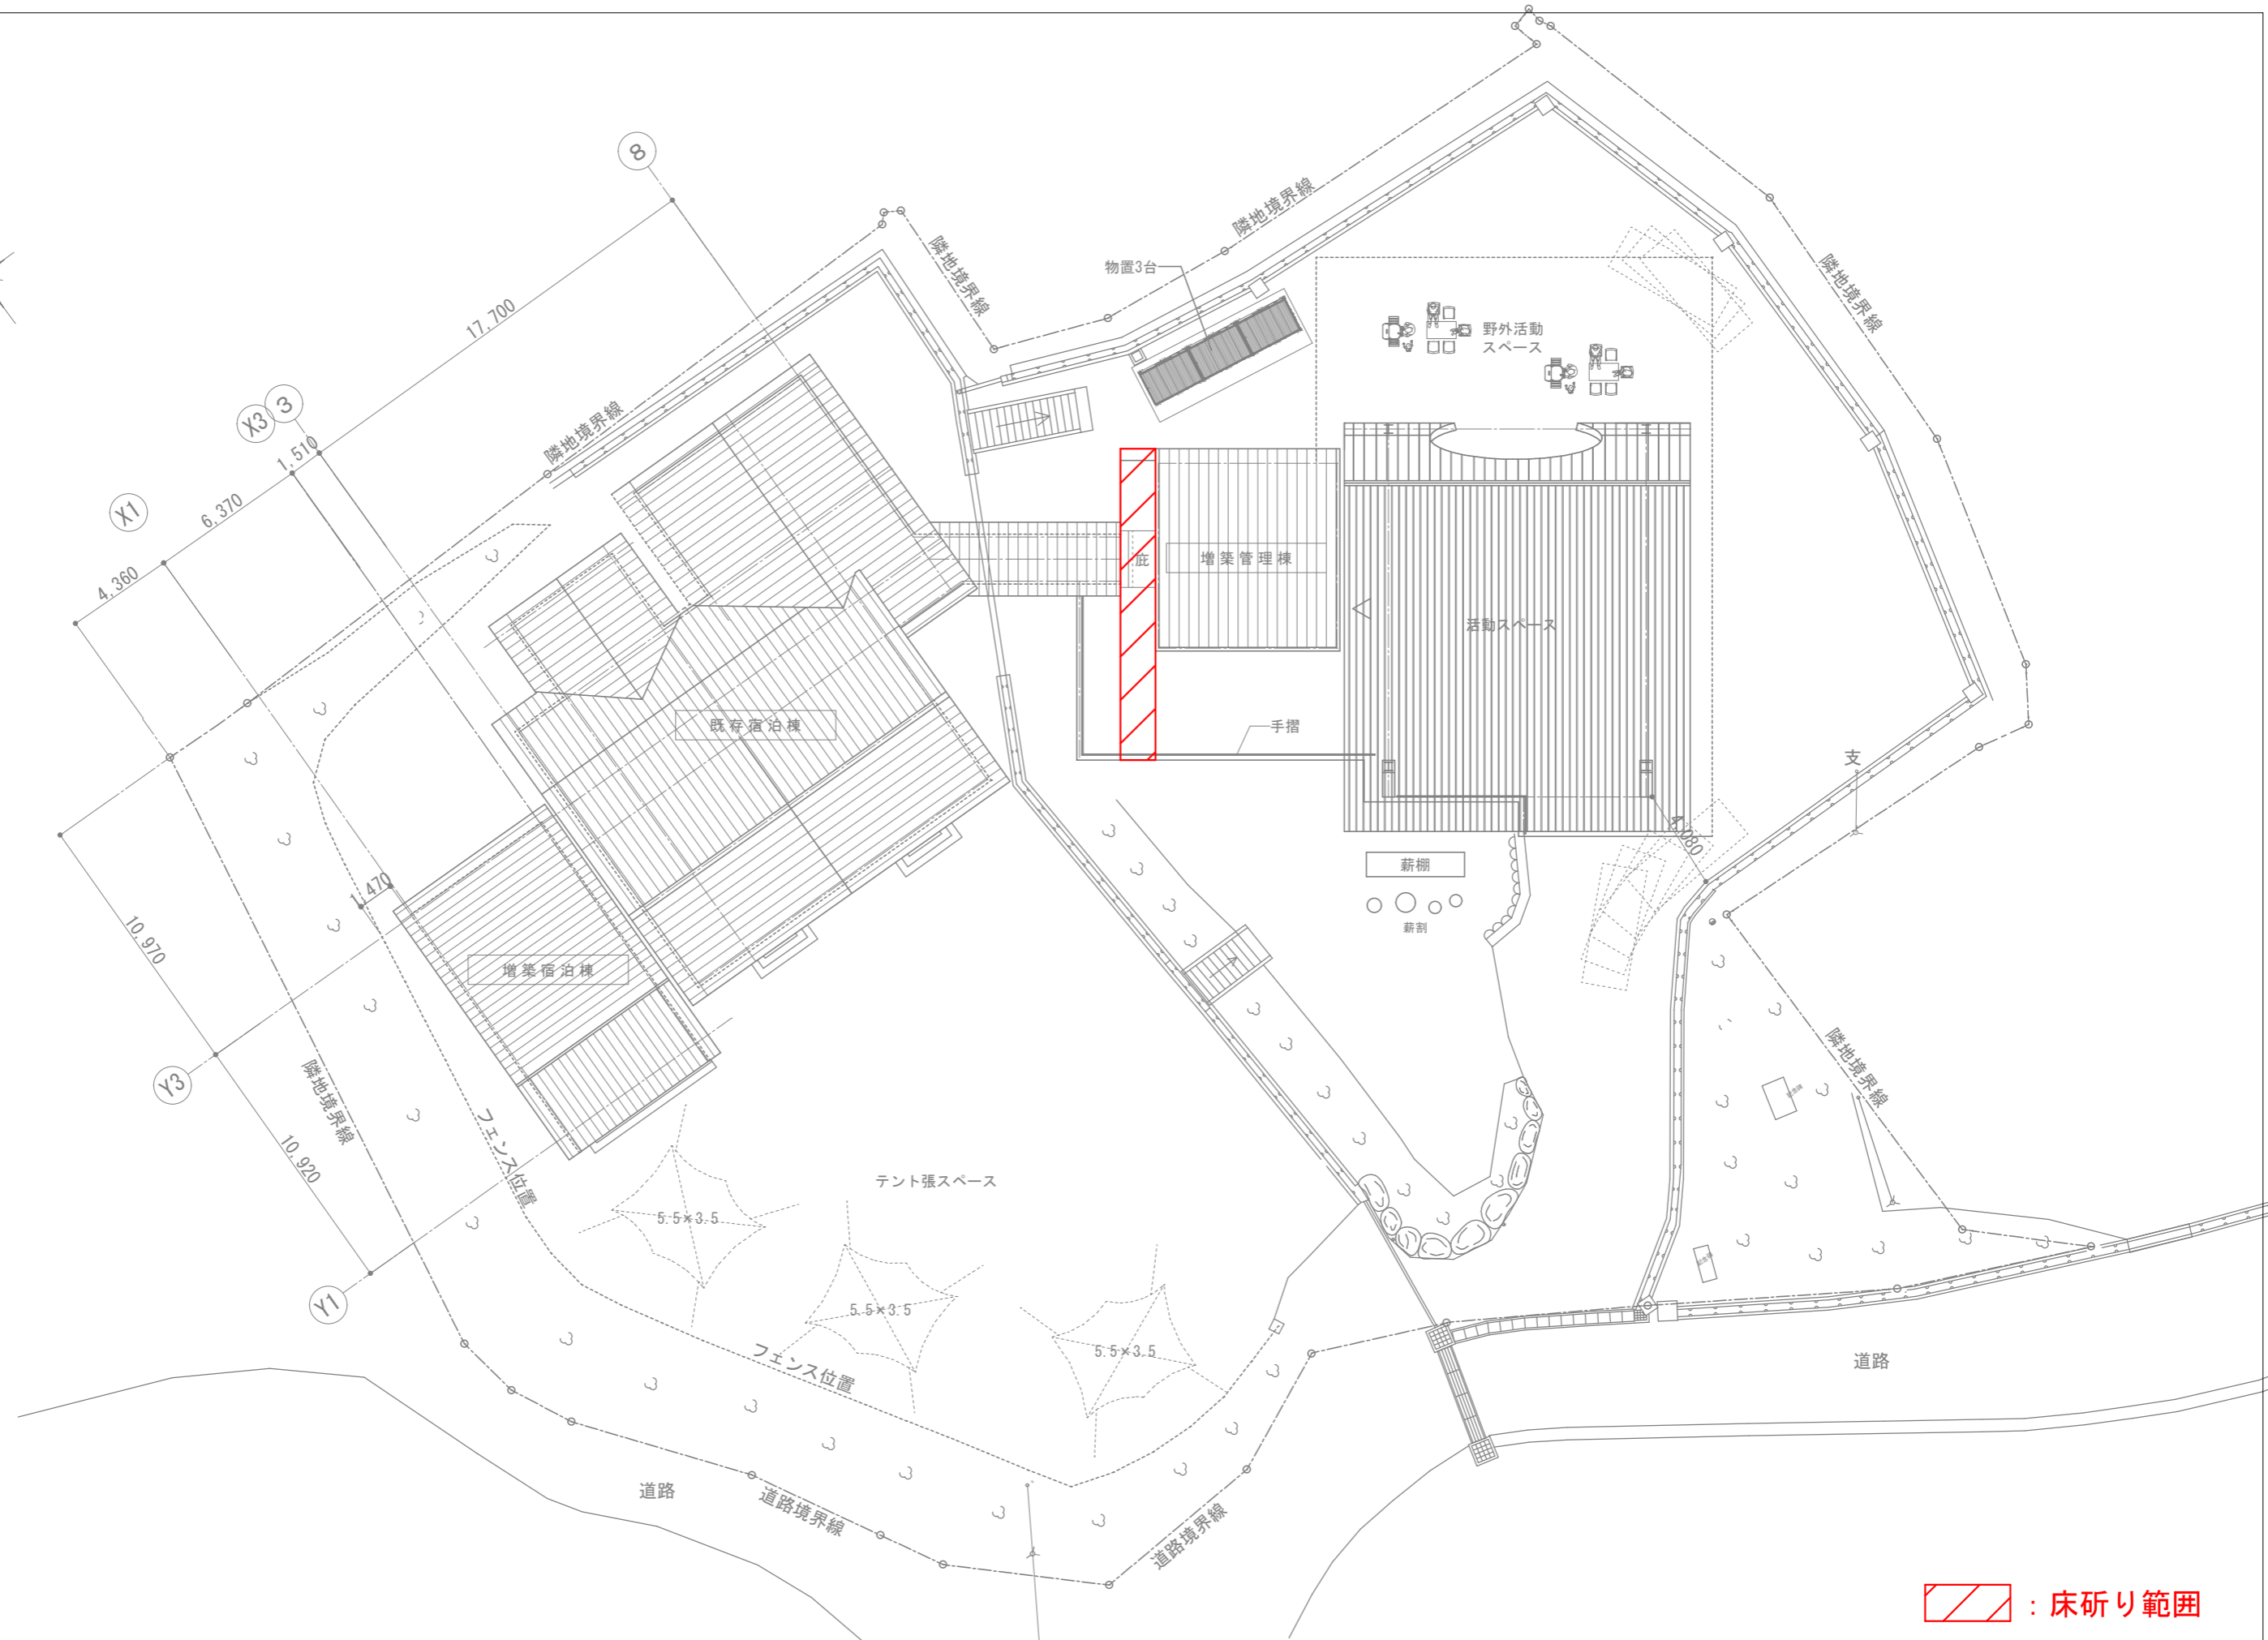 8
隣地境界線
隣地境界線
物置3台
隣地境界線
野外活動
スペース
17,700
X3
3
1,510
隣地境界線
X1
6,370
4,360
庇
増築管理棟
活動スペース
既存宿泊棟
手摺
支
4,080
薪棚
薪割
1,470
10,970
増築宿泊棟
Y3
隣地境界線
隣地境界線
フェンス位置
10,920
テント張スペース
5.5×3.5
5.5×3.5
5.5×3.5
Y1
フェンス位置
道路
道路
道路境界線
道路境界線
：床斫り範囲